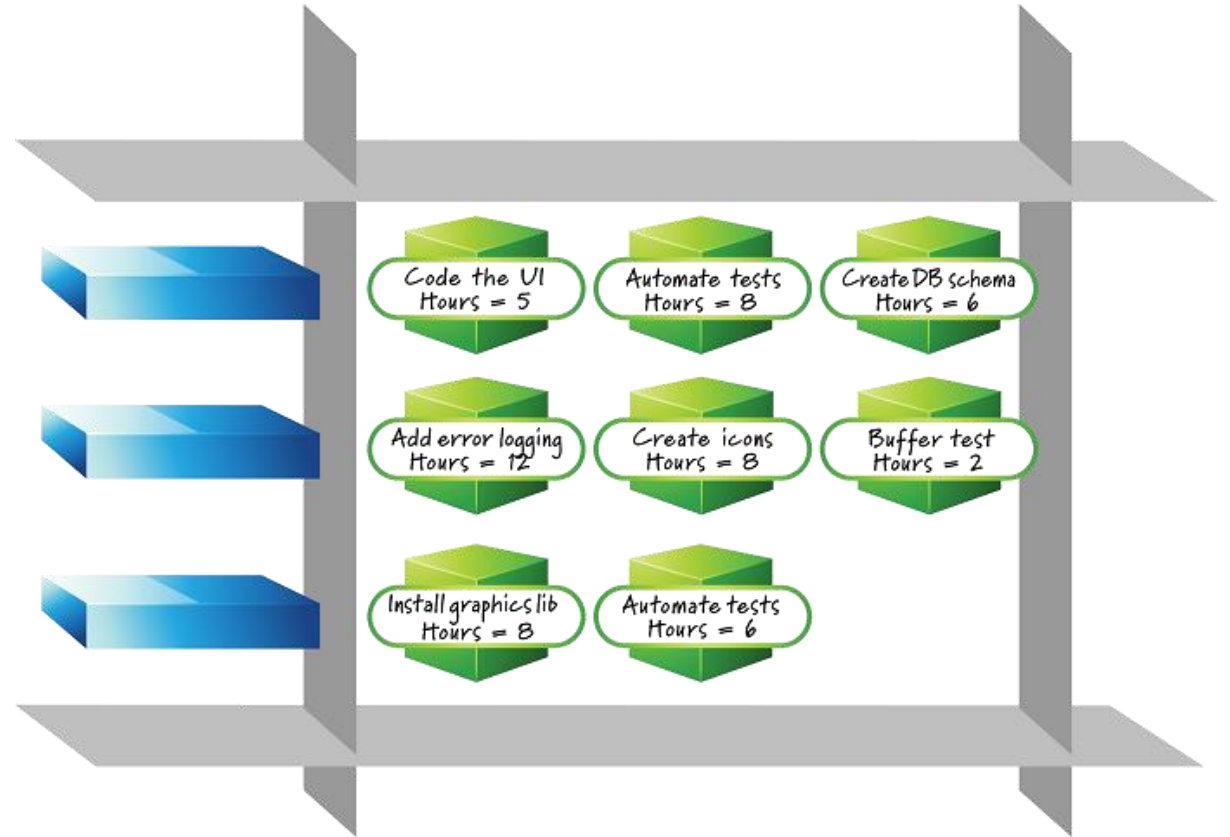 Code the UI
Hours = 5
Automate tests
Hours = 8
Create DB schema
Hours = 6
Add error logging
Hours = 12
Create icons
Hours = 8
Buffer test
Hours = 2
Install graphics lib
Hours = 8
Automate tests
Hours = 6